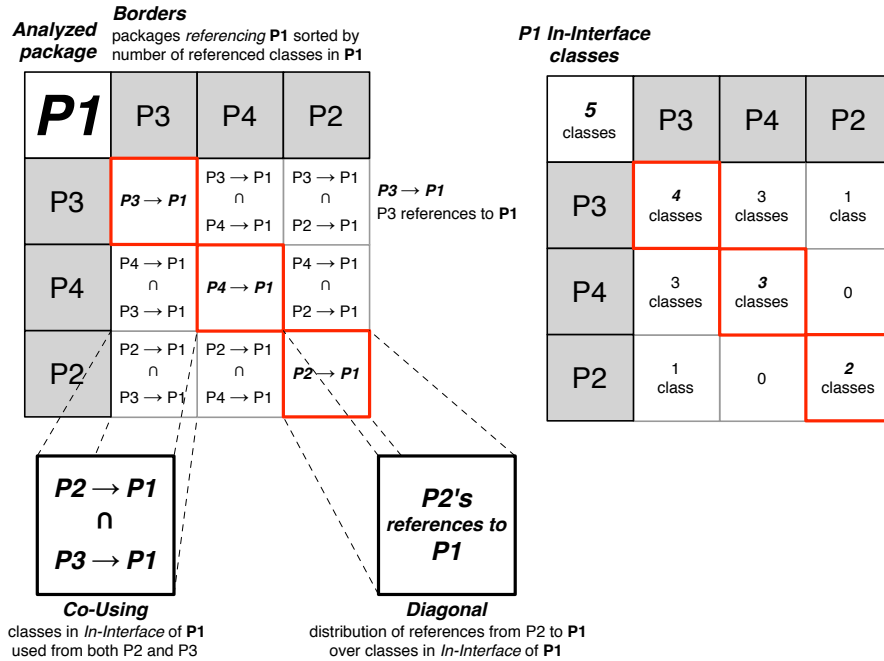 Analyzed
package
Borders
packages referencing P1 sorted by
number of referenced classes in P1
P1
P3
P4
P2
P3
P3 → P1
P3 → P1
∩
P4 → P1
P3 → P1
∩
P2 → P1
P4
P4 → P1
∩
P3 → P1
P4 → P1
P4 → P1
∩
P2 → P1
P2
P2 → P1
∩
P3 → P1
P2 → P1
∩
P4 → P1
P2 → P1
P3 → P1
P3 references to P1
P2 → P1
∩
P3 → P1
Co-Using
classes in In-Interface of P1
used from both P2 and P3
P2's
references to
P1
Diagonal
distribution of references from P2 to P1
over classes in In-Interface of P1
P1 In-Interface
classes
5
classes
P3
P4
P2
P3
4
classes
3
classes
1
class
P4
3
classes
3
classes
0
P2
1
class
0
2
classes